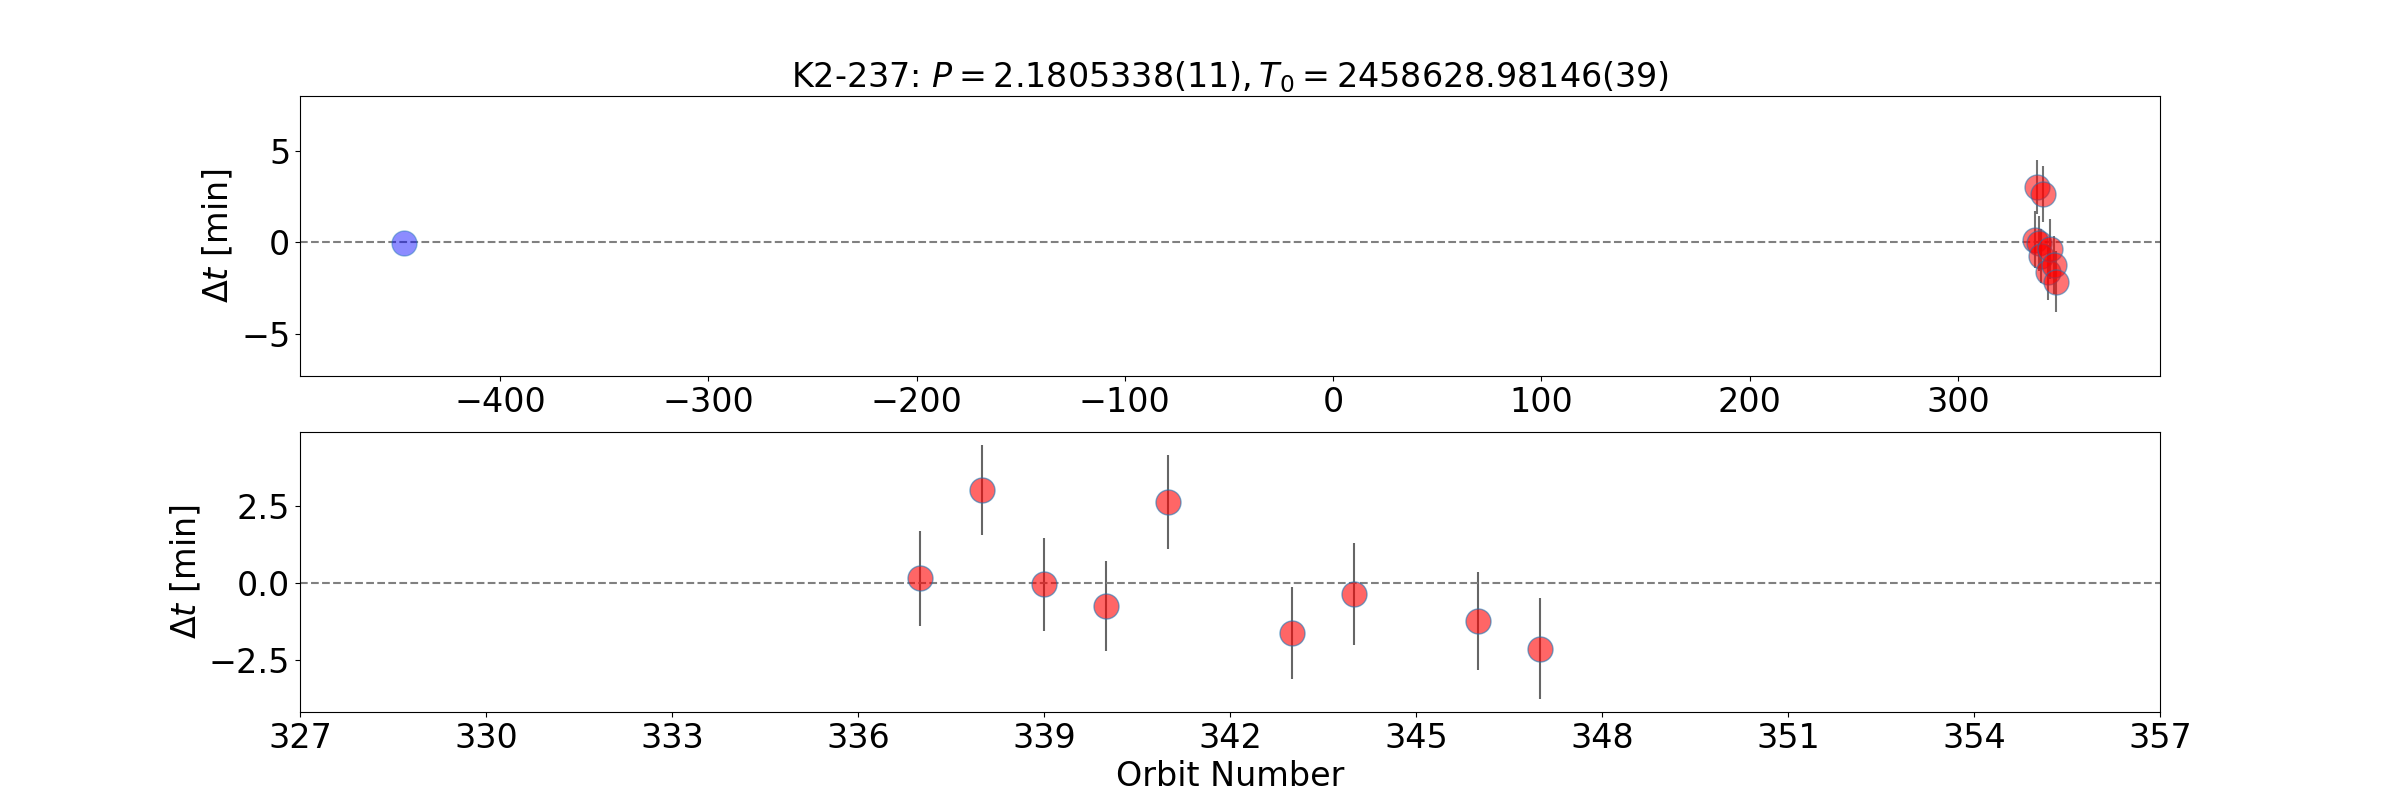 K2-237: P = 2.1805338(11), T₀ = 2458628.98146(39)
Δt [min]
5
0
−5
−400 −300 −200 −100 0 100 200 300
Δt [min]
2.5
0.0
−2.5
327 330 333 336 339 342 345 348 351 354 357
Orbit Number